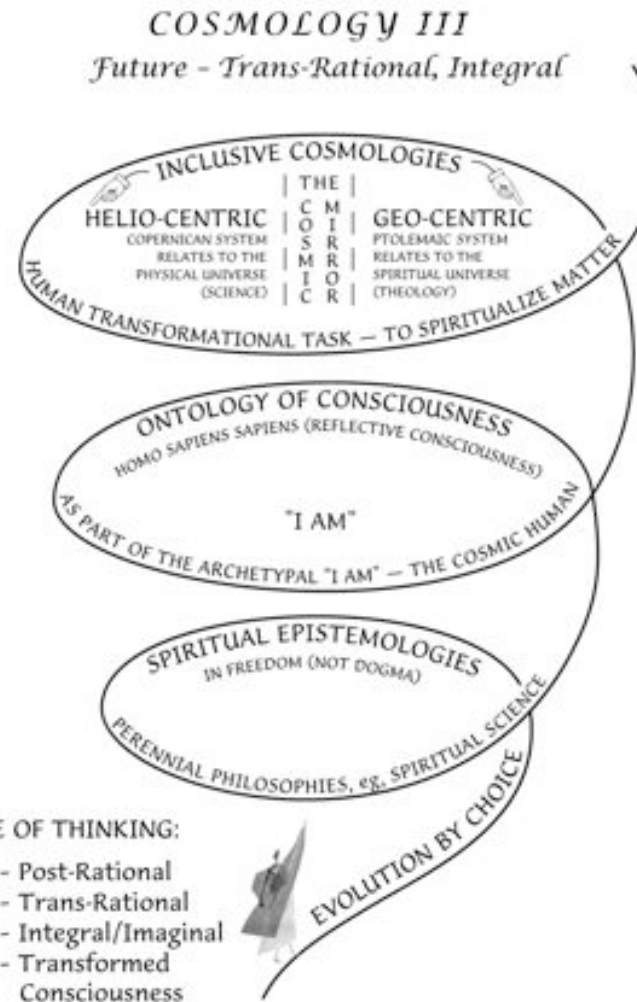 COSMOLOGY III
Future – Trans-Rational, Integral
INCLUSIVE COSMOLOGIES
THE
COSMIC
MIRROR
HELIO-CENTRIC
COPERNICAN SYSTEM
RELATES TO THE
PHYSICAL UNIVERSE
(SCIENCE)
GEO-CENTRIC
PTOLEMAIC SYSTEM
RELATES TO THE
SPIRITUAL UNIVERSE
(THEOLOGY)
HUMAN TRANSFORMATIONAL TASK — TO SPIRITUALIZE MATTER
ONTOLOGY OF CONSCIOUSNESS
HOMO SAPIENS SAPIENS (REFLECTIVE CONSCIOUSNESS)
"I AM"
AS PART OF THE ARCHETYPAL "I AM" — THE COSMIC HUMAN
SPIRITUAL EPISTEMOLOGIES
IN FREEDOM (NOT DOGMA)
PERENNIAL PHILOSOPHIES, eg, SPIRITUAL SCIENCE
EVOLUTION BY CHOICE
E OF THINKING:
- Post-Rational
- Trans-Rational
- Integral/Imaginal
- Transformed
Consciousness